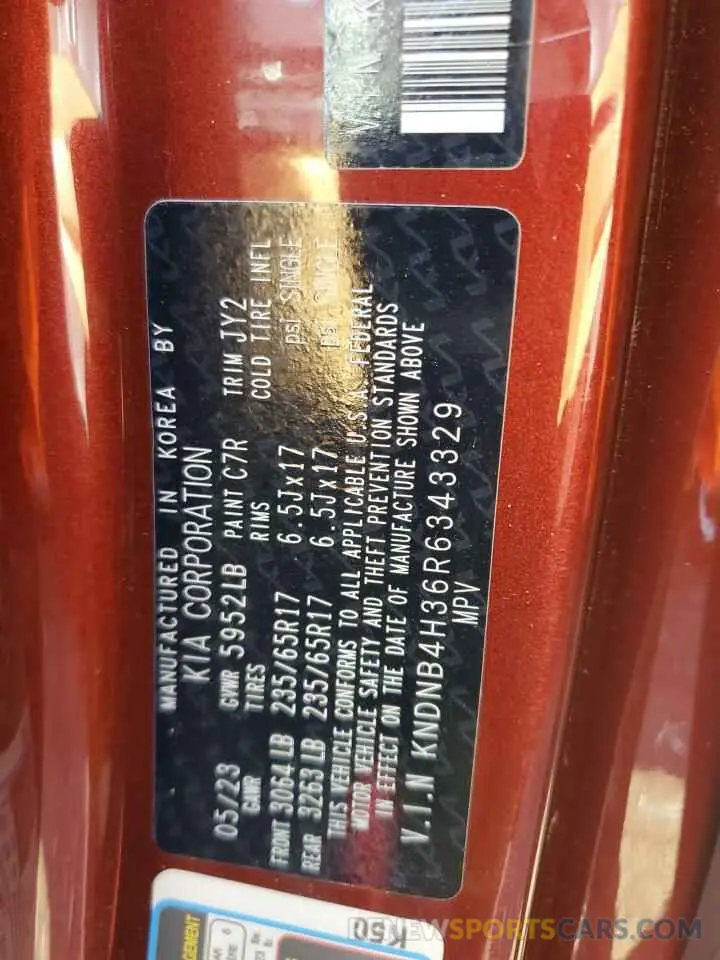 V I N
MANUFACTURED IN KOREA BY
KIA CORPORATION
05/23 GVWR 5952LB PAINT C7R TRIM JY2
GAWR TIRES RIMS COLD TIRE INFL
FRONT 3064LB 235/65R17 6.5Jx17 psi SINGLE
REAR 3263LB 235/65R17 6.5Jx17 SINGLE
THIS VEHICLE CONFORMS TO ALL APPLICABLE U.S.A. FEDERAL
MOTOR VEHICLE SAFETY AND THEFT PREVENTION STANDARDS
IN EFFECT ON THE DATE OF MANUFACTURE SHOWN ABOVE
V.I.N KNDNB4H36R6343329
MPV
REDNEWSPORTSCARS.COM